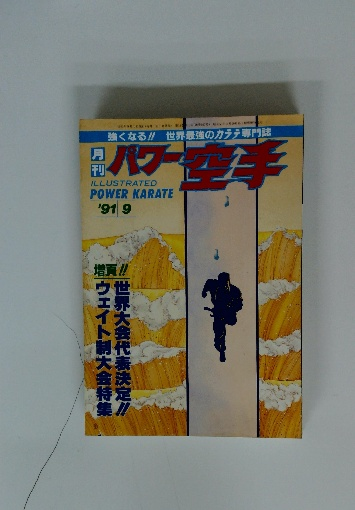 強くなる!! 世界最強のカラテ専門誌
月刊 パワー空手
ILLUSTRATED
POWER KARATE
'91 9
増頁!!
世界大会代表決定!!
ウェイト制大会特集